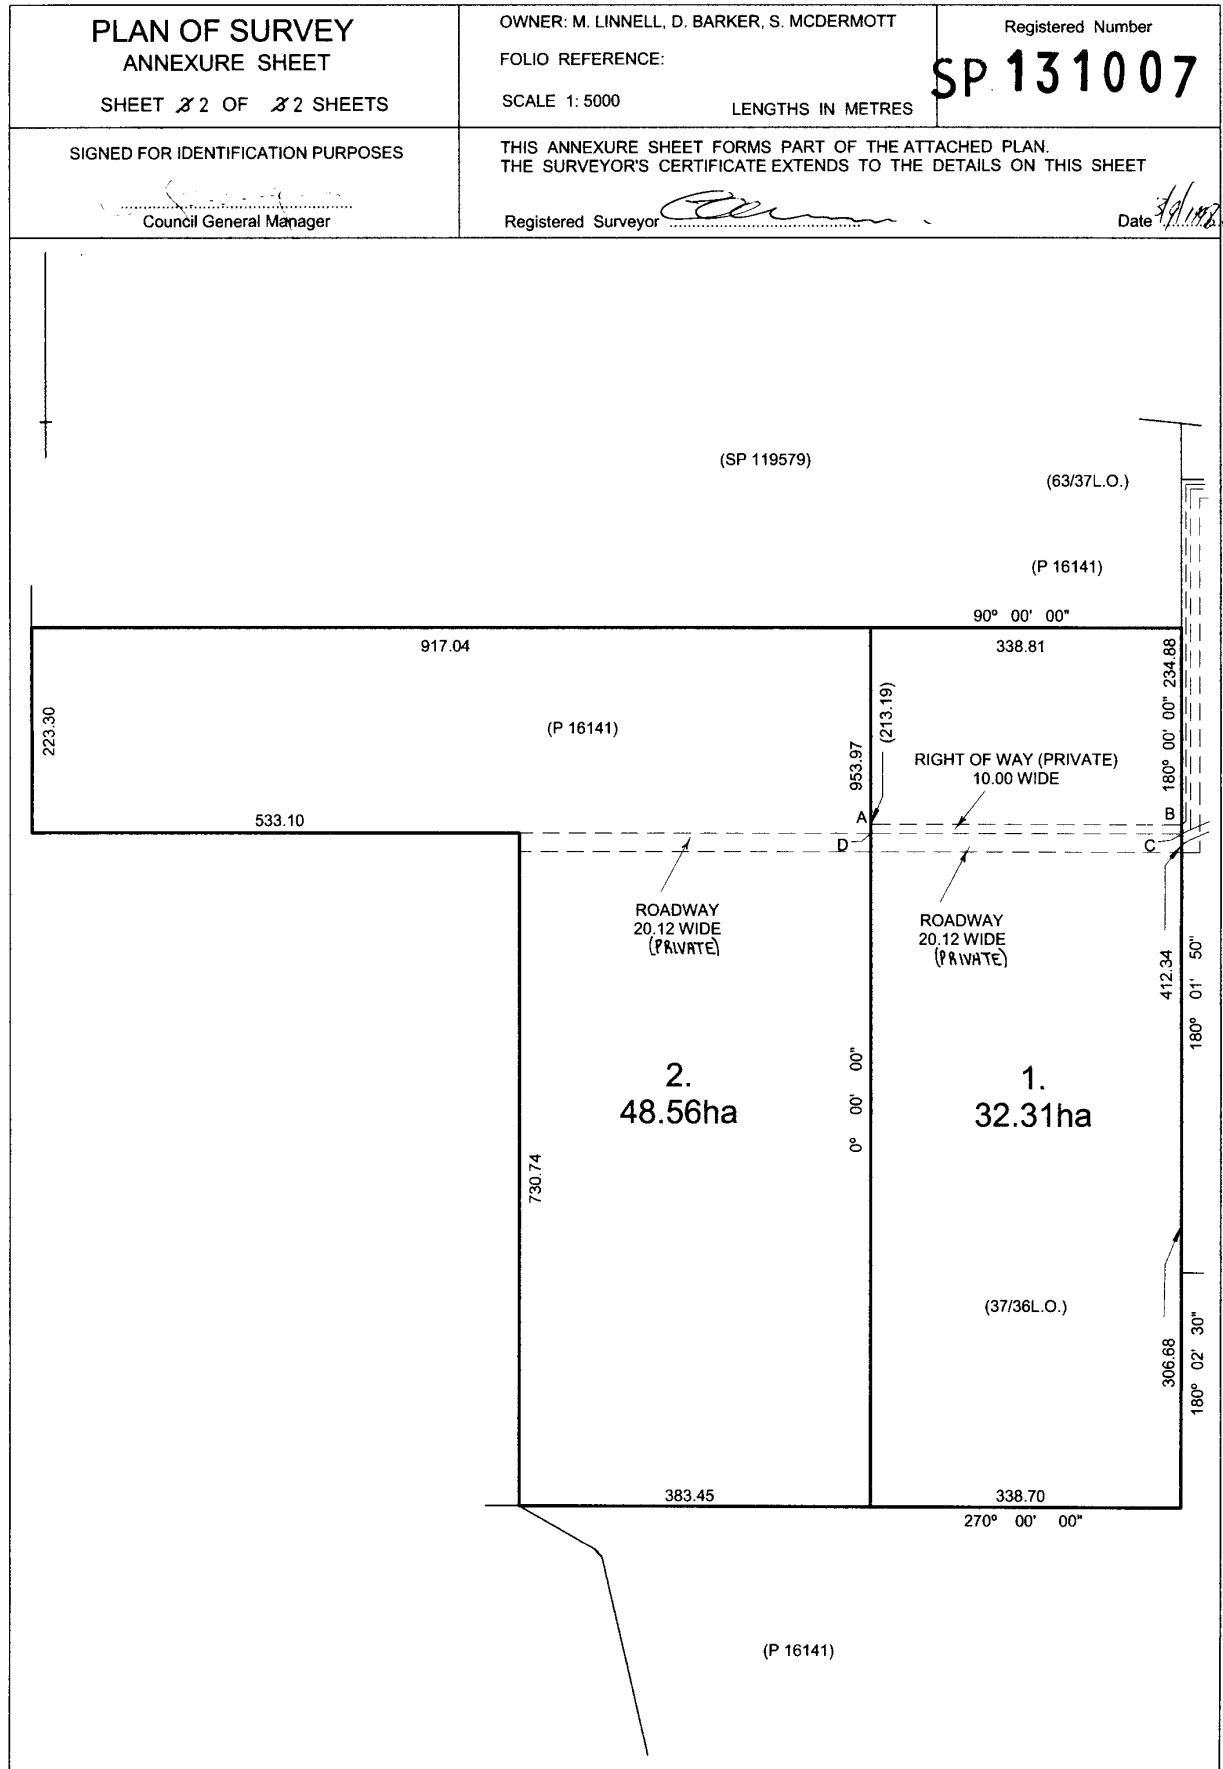 PLAN OF SURVEY
ANNEXURE SHEET
SHEET 2 OF 2 SHEETS
OWNER: M. LINNELL, D. BARKER, S. MCDERMOTT
FOLIO REFERENCE:
SCALE 1: 5000
LENGTHS IN METRES
Registered Number
SP 131007
SIGNED FOR IDENTIFICATION PURPOSES
Council General Manager
THIS ANNEXURE SHEET FORMS PART OF THE ATTACHED PLAN.
THE SURVEYOR'S CERTIFICATE EXTENDS TO THE DETAILS ON THIS SHEET
Registered Surveyor
Date
(SP 119579)
(63/37L.O.)
(P 16141)
90° 00' 00"
917.04
338.81
234.88
180° 00' 00"
223.30
(P 16141)
953.97
(213.19)
RIGHT OF WAY (PRIVATE)
10.00 WIDE
A
B
533.10
D
C
ROADWAY
20.12 WIDE
(PRIVATE)
ROADWAY
20.12 WIDE
(PRIVATE)
412.34
180° 01' 50"
2.
48.56ha
0° 00' 00"
1.
32.31ha
730.74
(37/36L.O.)
306.68
180° 02' 30"
383.45
338.70
270° 00' 00"
(P 16141)